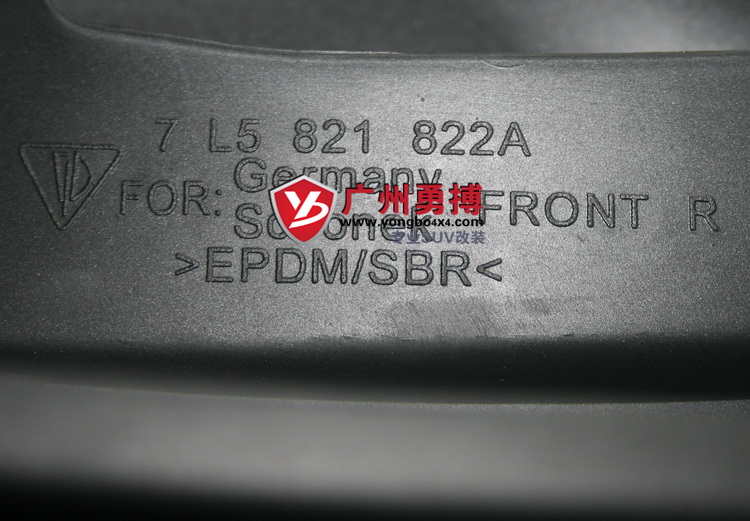 7 L5 821 822A
Germany
FOR:
FRONT R
>EPDM/SBR<
YB
广州勇搏
www.yongbo4x4.com
专业SUV改装